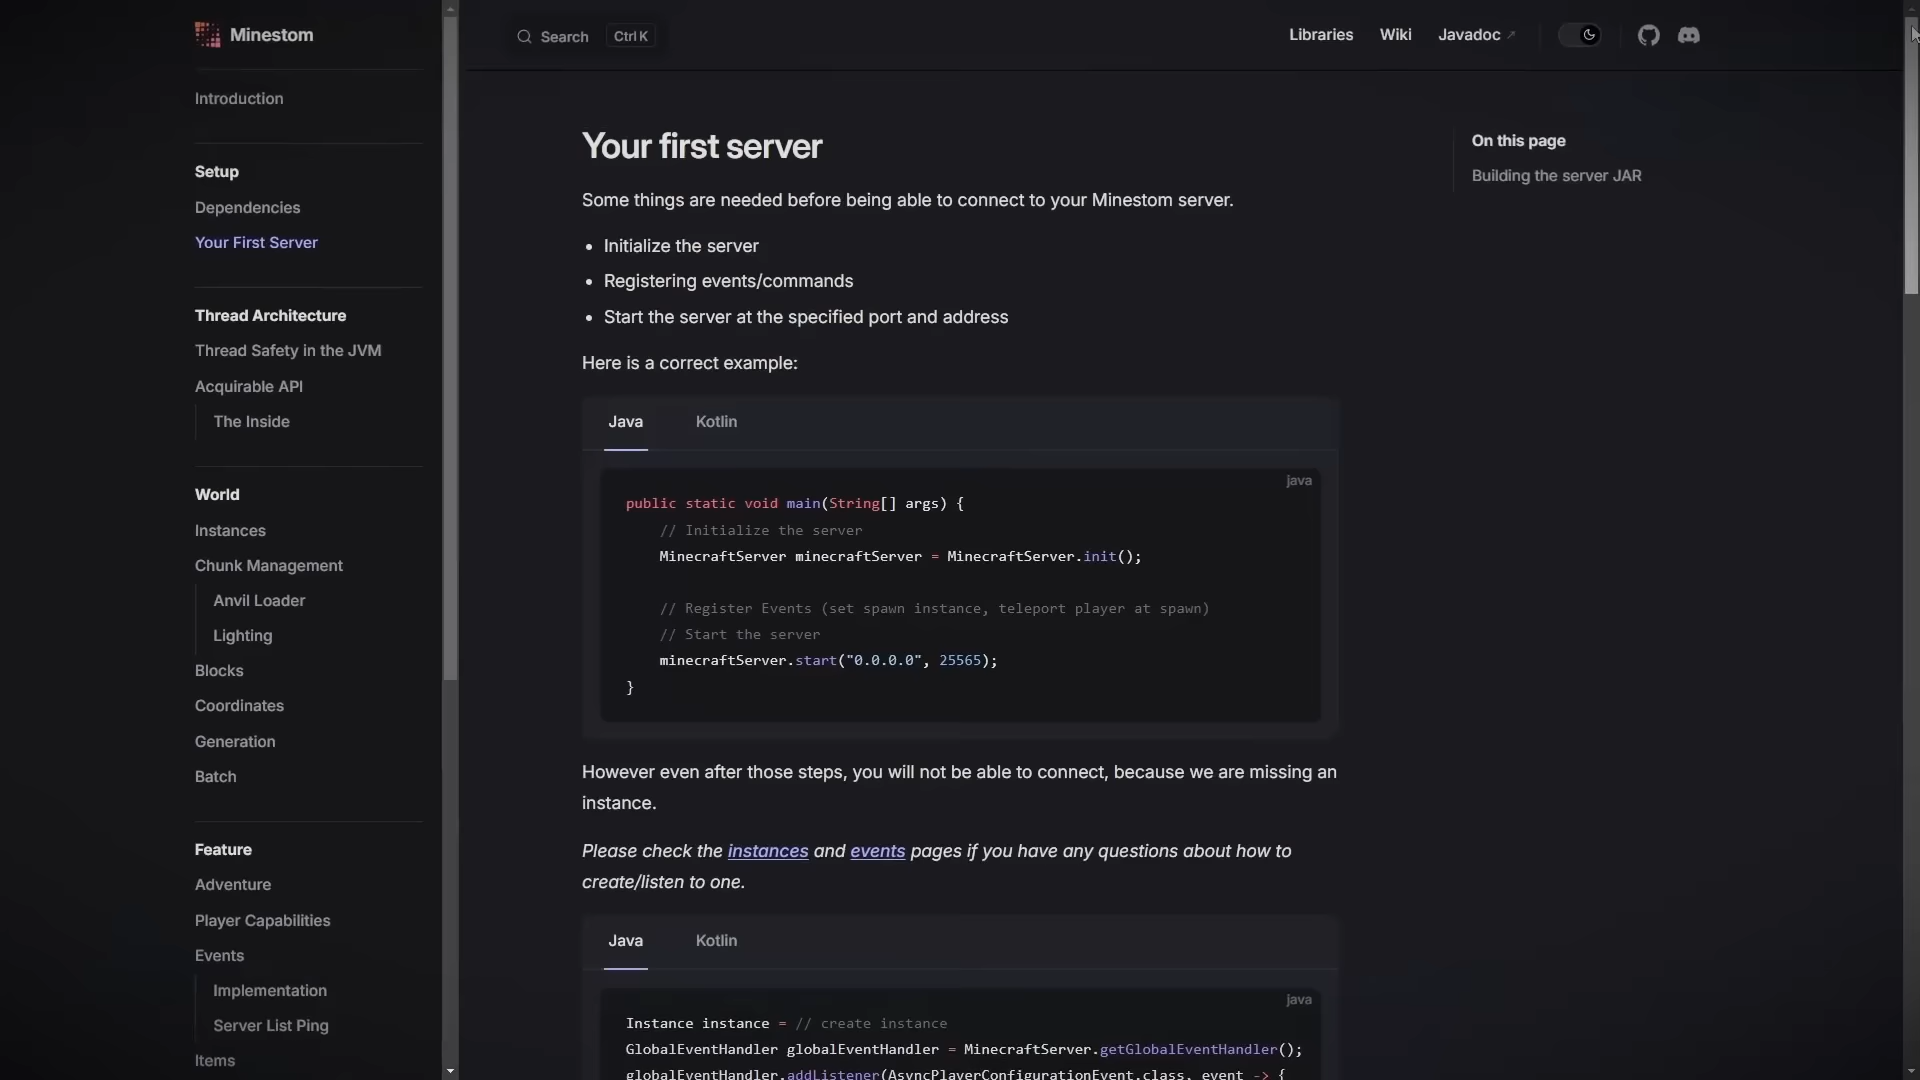 Minestom
Search Ctrl K
Libraries Wiki Javadoc
Introduction
Setup
Dependencies
Your First Server
Thread Architecture
Thread Safety in the JVM
Acquirable API
The Inside
World
Instances
Chunk Management
Anvil Loader
Lighting
Blocks
Coordinates
Generation
Batch
Feature
Adventure
Player Capabilities
Events
Implementation
Server List Ping
Items
Your first server
Some things are needed before being able to connect to your Minestom server.
• Initialize the server
• Registering events/commands
• Start the server at the specified port and address
Here is a correct example:
Java Kotlin
java
public static void main(String[] args) {
// Initialize the server
MinecraftServer minecraftServer = MinecraftServer.init();
// Register Events (set spawn instance, teleport player at spawn)
// Start the server
minecraftServer.start("0.0.0.0", 25565);
}
However even after those steps, you will not be able to connect, because we are missing an
instance.
Please check the instances and events pages if you have any questions about how to
create/listen to one.
Java Kotlin
java
Instance instance = // create instance
GlobalEventHandler globalEventHandler = MinecraftServer.getGlobalEventHandler();
globalEventHandler.addListener(AsyncPlayerConfigurationEvent.class, event -> {
On this page
Building the server JAR